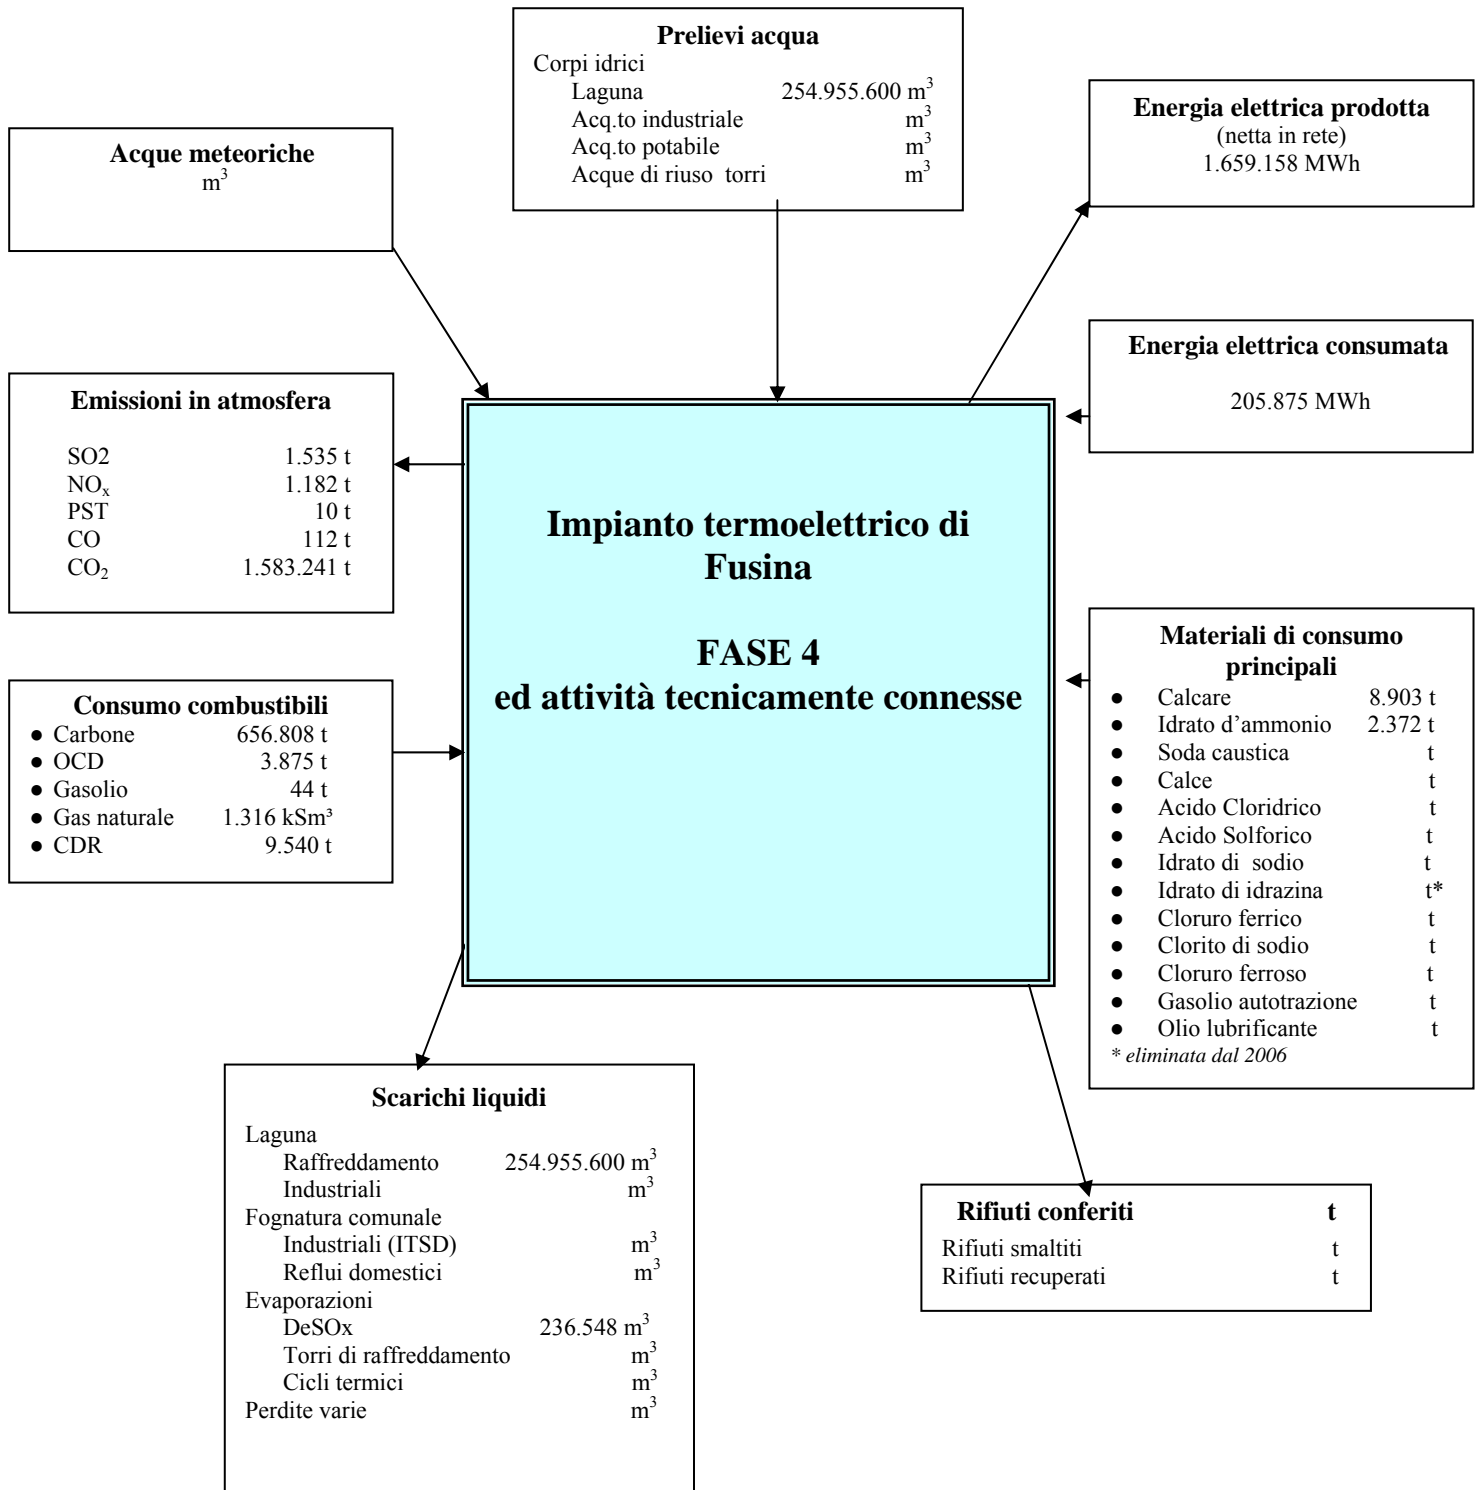 Prelievi acqua
Corpi idrici
Laguna 254.955.600 m³
Acq.to industriale m³
Acq.to potabile m³
Acque di riuso torri m³
Energia elettrica prodotta
(netta in rete)
1.659.158 MWh
Acque meteoriche
m³
Energia elettrica consumata
205.875 MWh
Emissioni in atmosfera
SO2 1.535 t
NOₓ 1.182 t
PST 10 t
CO 112 t
CO₂ 1.583.241 t
Impianto termoelettrico di
Fusina
FASE 4
ed attività tecnicamente connesse
Consumo combustibili
● Carbone 656.808 t
● OCD 3.875 t
● Gasolio 44 t
● Gas naturale 1.316 kSm³
● CDR 9.540 t
Materiali di consumo
principali
● Calcare 8.903 t
● Idrato d’ammonio 2.372 t
● Soda caustica t
● Calce t
● Acido Cloridrico t
● Acido Solforico t
● Idrato di sodio t
● Idrato di idrazina t*
● Cloruro ferrico t
● Clorito di sodio t
● Cloruro ferroso t
● Gasolio autotrazione t
● Olio lubrificante t
* eliminata dal 2006
Scarichi liquidi
Laguna
Raffreddamento 254.955.600 m³
Industriali m³
Fognatura comunale
Industriali (ITSD) m³
Reflui domestici m³
Evaporazioni
DeSOx 236.548 m³
Torri di raffreddamento m³
Cicli termici m³
Perdite varie m³
Rifiuti conferiti t
Rifiuti smaltiti t
Rifiuti recuperati t